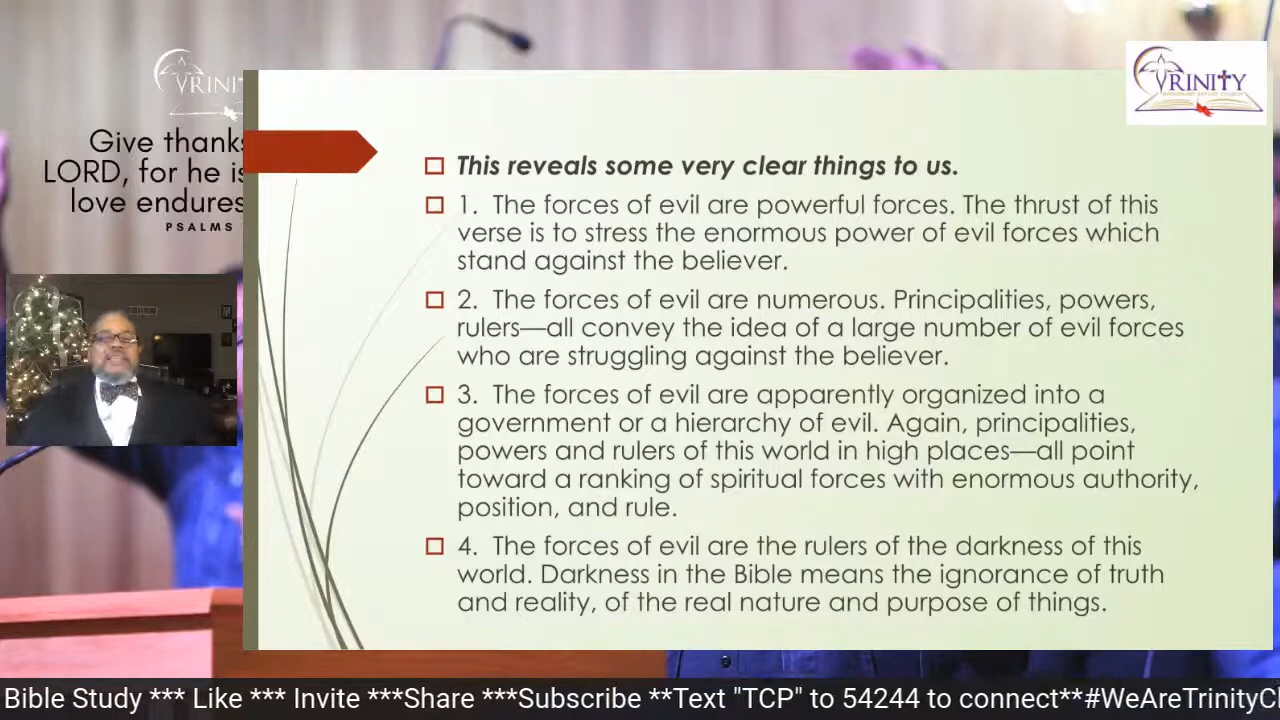 TRINITY
Give thanks
LORD, for he is
love endures
PSALMS
TRINITY
MISSIONARY BAPTIST CHURCH
This reveals some very clear things to us.
1. The forces of evil are powerful forces. The thrust of this
verse is to stress the enormous power of evil forces which
stand against the believer.
2. The forces of evil are numerous. Principalities, powers,
rulers—all convey the idea of a large number of evil forces
who are struggling against the believer.
3. The forces of evil are apparently organized into a
government or a hierarchy of evil. Again, principalities,
powers and rulers of this world in high places—all point
toward a ranking of spiritual forces with enormous authority,
position, and rule.
4. The forces of evil are the rulers of the darkness of this
world. Darkness in the Bible means the ignorance of truth
and reality, of the real nature and purpose of things.
Bible Study *** Like *** Invite ***Share ***Subscribe **Text "TCP" to 54244 to connect**#WeAreTrinityC